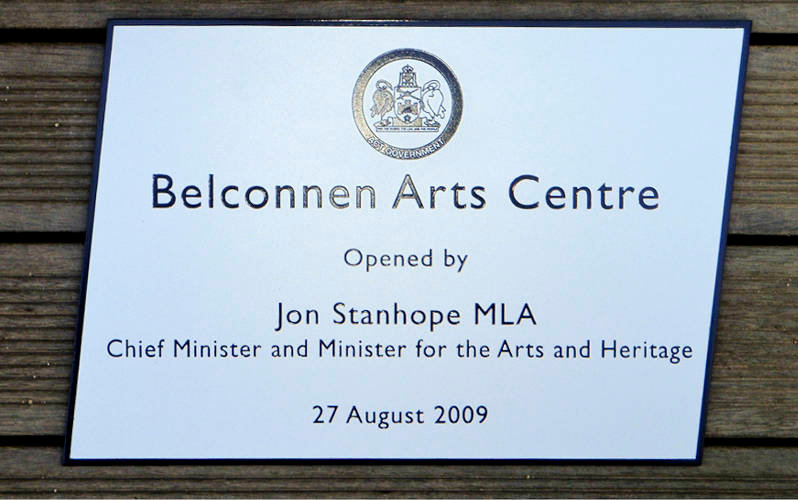 ACT GOVERNMENT
Belconnen Arts Centre
Opened by
Jon Stanhope MLA
Chief Minister and Minister for the Arts and Heritage
27 August 2009